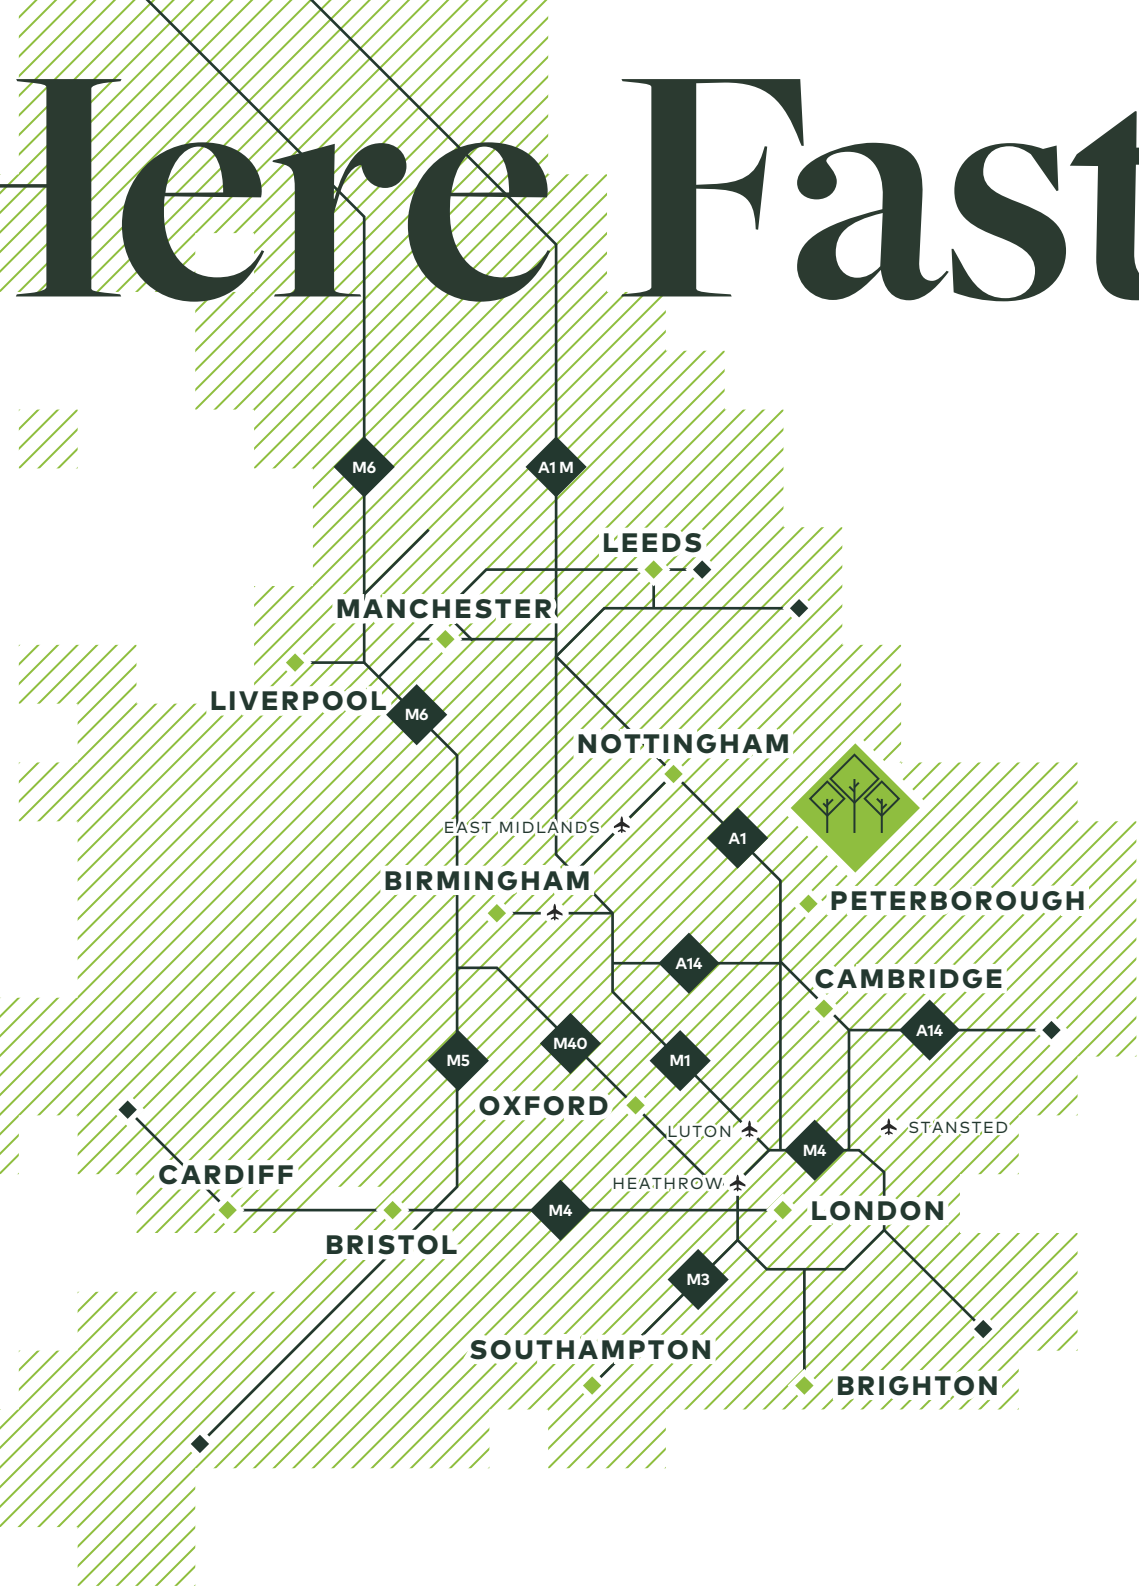 Here Fast
M6
A1 M
LEEDS
MANCHESTER
LIVERPOOL
M6
NOTTINGHAM
EAST MIDLANDS
A1
BIRMINGHAM
PETERBOROUGH
A14
CAMBRIDGE
A14
M40
M5
M1
OXFORD
LUTON
STANSTED
M4
CARDIFF
HEATHROW
M4
LONDON
BRISTOL
M3
SOUTHAMPTON
BRIGHTON